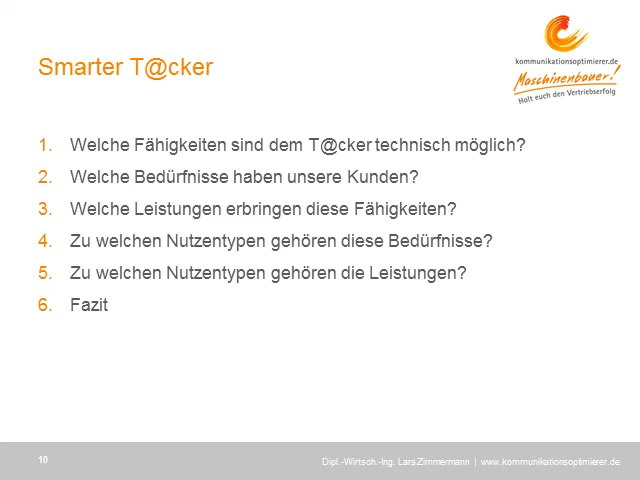 kommunikationsoptimierer.de
Maschinenbauer!
Holt euch den Vertriebserfolg
Smarter T@cker
1. Welche Fähigkeiten sind dem T@cker technisch möglich?
2. Welche Bedürfnisse haben unsere Kunden?
3. Welche Leistungen erbringen diese Fähigkeiten?
4. Zu welchen Nutzentypen gehören diese Bedürfnisse?
5. Zu welchen Nutzentypen gehören die Leistungen?
6. Fazit
10
Dipl.-Wirtsch.-Ing. Lars Zimmermann | www.kommunikationsoptimierer.de